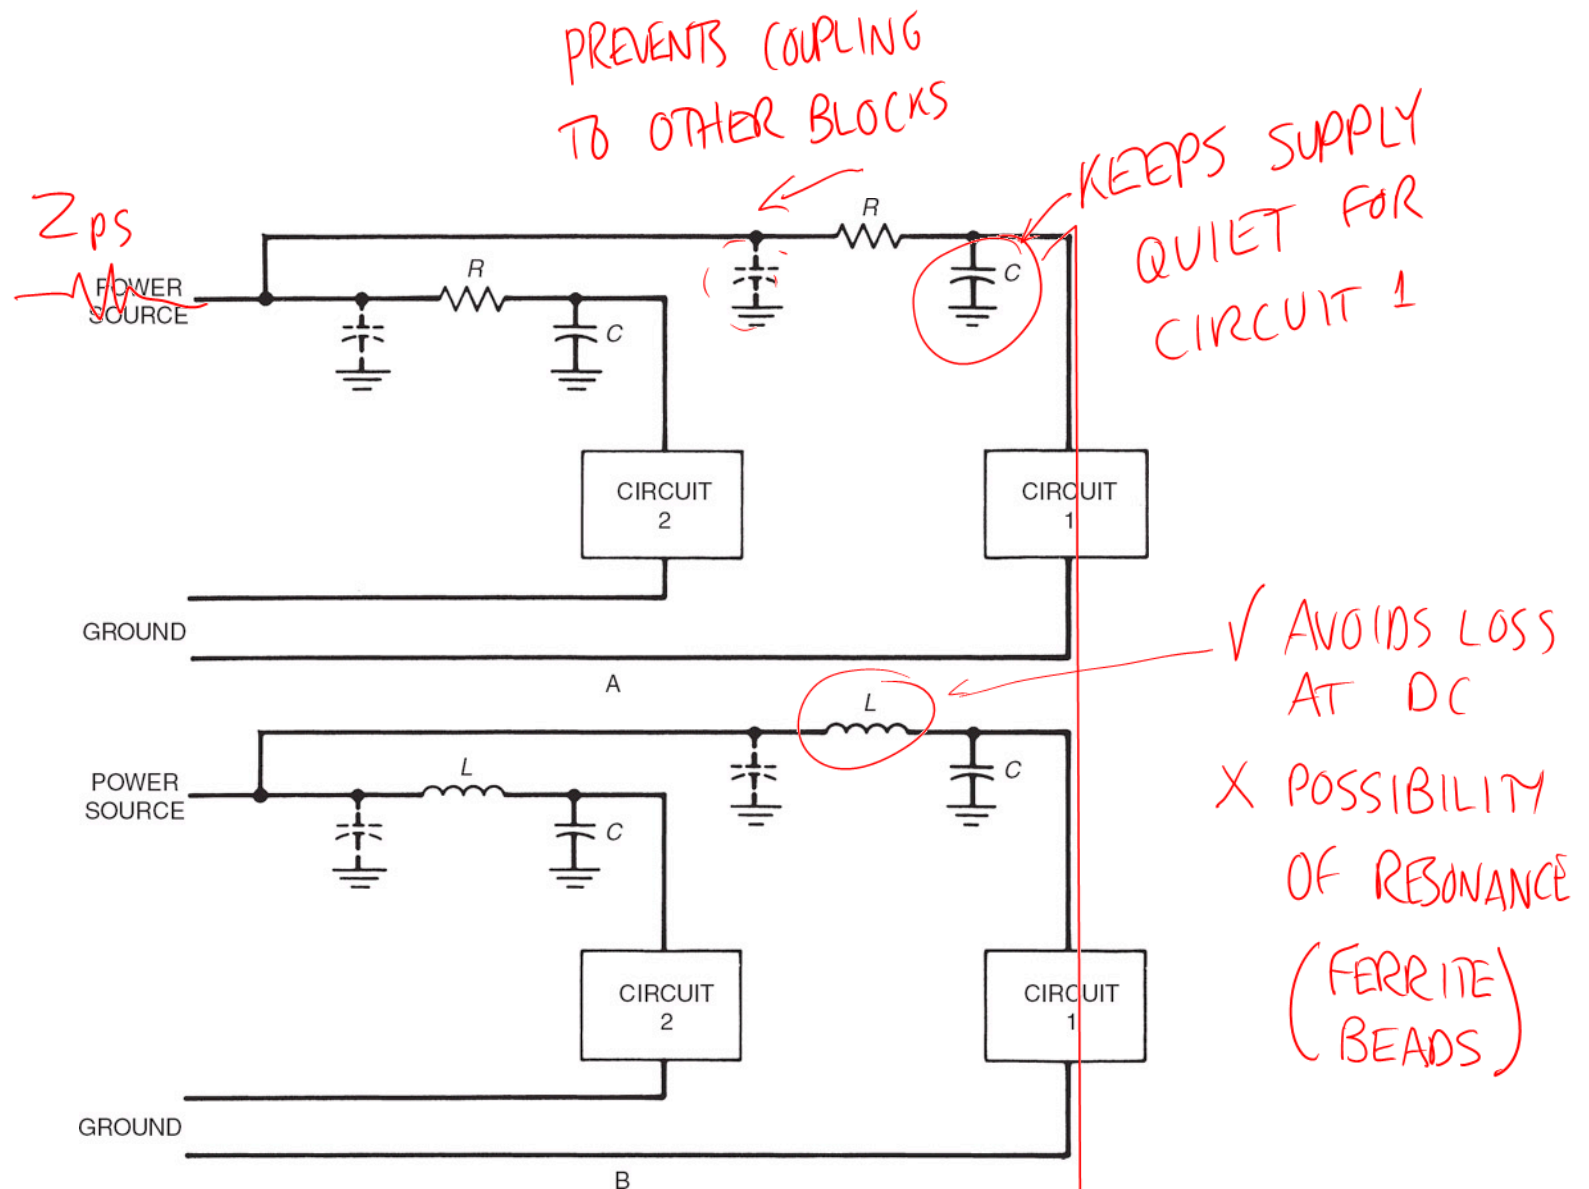 PREVENTS COUPLING
TO OTHER BLOCKS
KEEPS SUPPLY
QUIET FOR
CIRCUIT 1
Zps
POWER
SOURCE
R
C
R
C
CIRCUIT
2
CIRCUIT
1
GROUND
A
√ AVOIDS LOSS
AT DC
X POSSIBILITY
OF RESONANCE
(FERRITE
BEADS)
POWER
SOURCE
L
C
L
C
CIRCUIT
2
CIRCUIT
1
GROUND
B